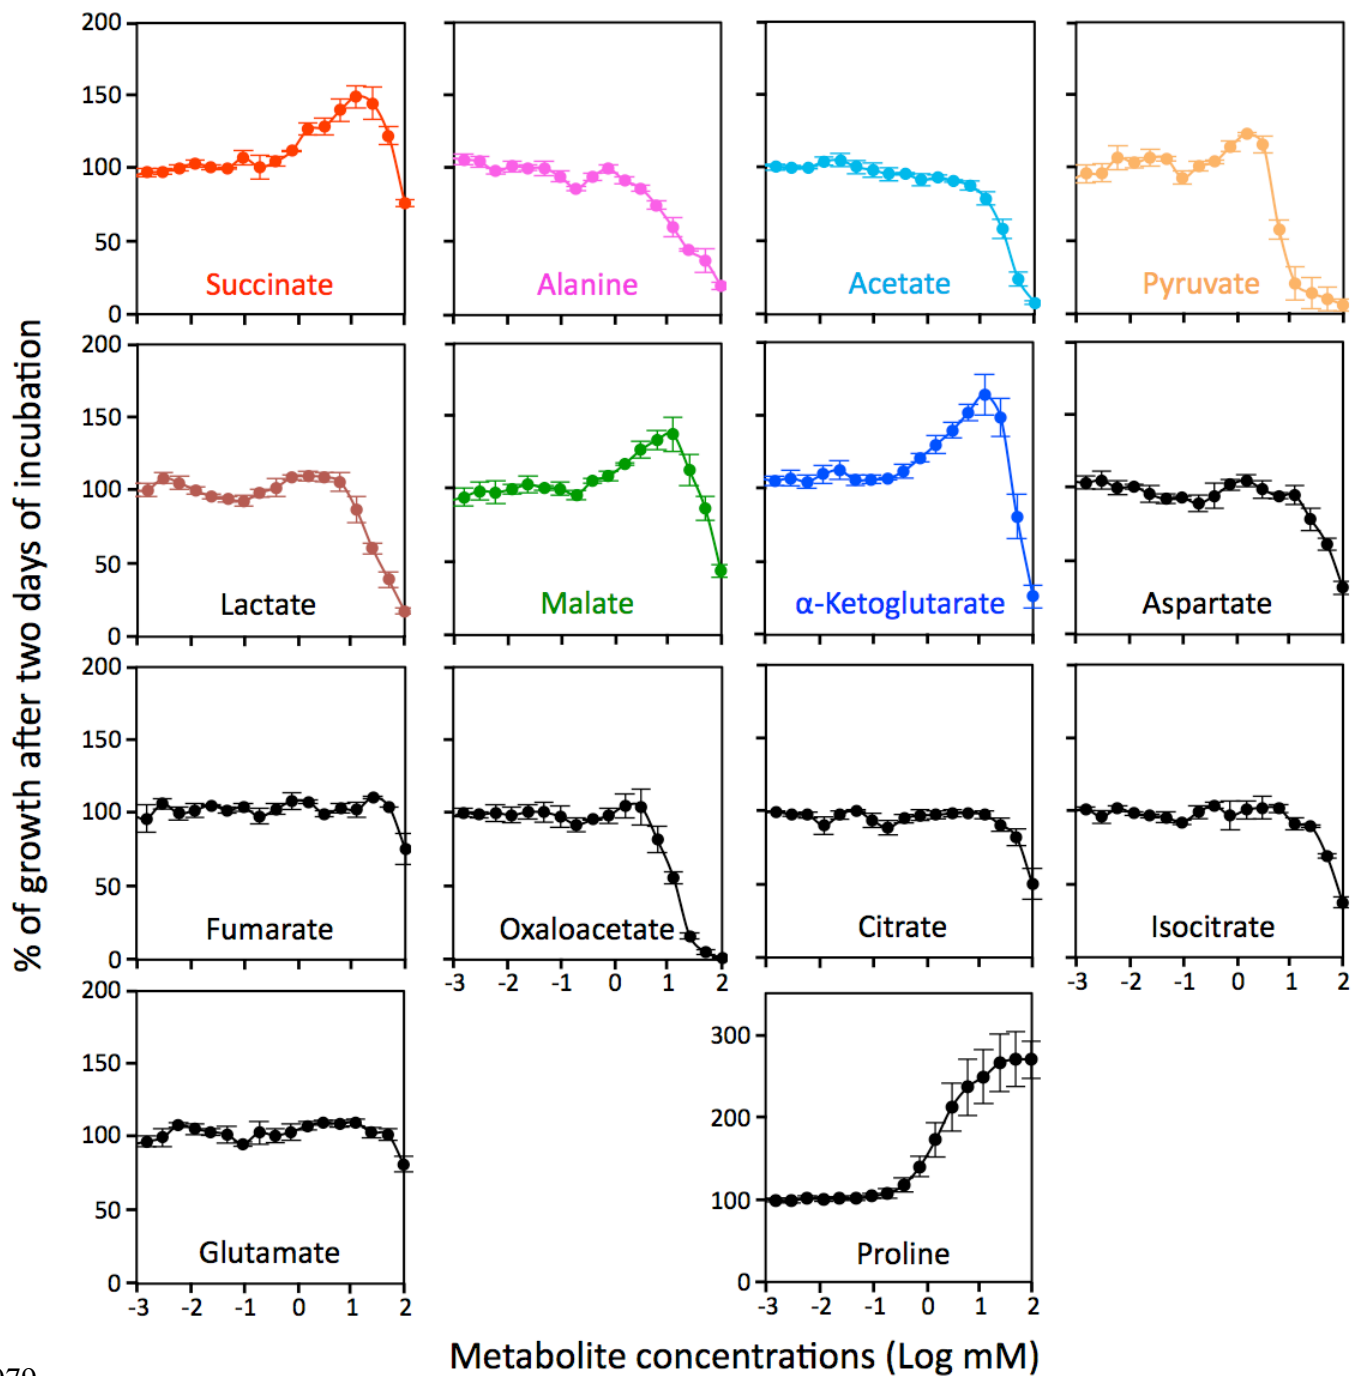 200
150
100
50
0
Succinate
Alanine
Acetate
Pyruvate
200
150
100
50
0
Lactate
Malate
α-Ketoglutarate
Aspartate
200
150
100
50
0
Fumarate
Oxaloacetate
Citrate
Isocitrate
-3 -2 -1 0 1 2
-3 -2 -1 0 1 2
200
150
100
50
0
Glutamate
-3 -2 -1 0 1 2
300
200
100
0
Proline
-3 -2 -1 0 1 2
% of growth after two days of incubation
Metabolite concentrations (Log mM)